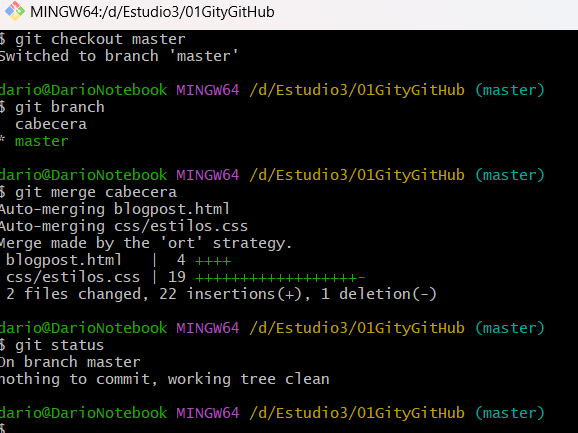 MINGW64:/d/Estudio3/01GityGitHub
$ git checkout master
Switched to branch 'master'
dario@DarioNotebook MINGW64 /d/Estudio3/01GityGitHub (master)
$ git branch
  cabecera
* master
dario@DarioNotebook MINGW64 /d/Estudio3/01GityGitHub (master)
$ git merge cabecera
Auto-merging blogpost.html
Auto-merging css/estilos.css
Merge made by the 'ort' strategy.
 blogpost.html   |  4 ++++
 css/estilos.css | 19 ++++++++++++++++++-
 2 files changed, 22 insertions(+), 1 deletion(-)
dario@DarioNotebook MINGW64 /d/Estudio3/01GityGitHub (master)
$ git status
On branch master
nothing to commit, working tree clean
dario@DarioNotebook MINGW64 /d/Estudio3/01GityGitHub (master)
$